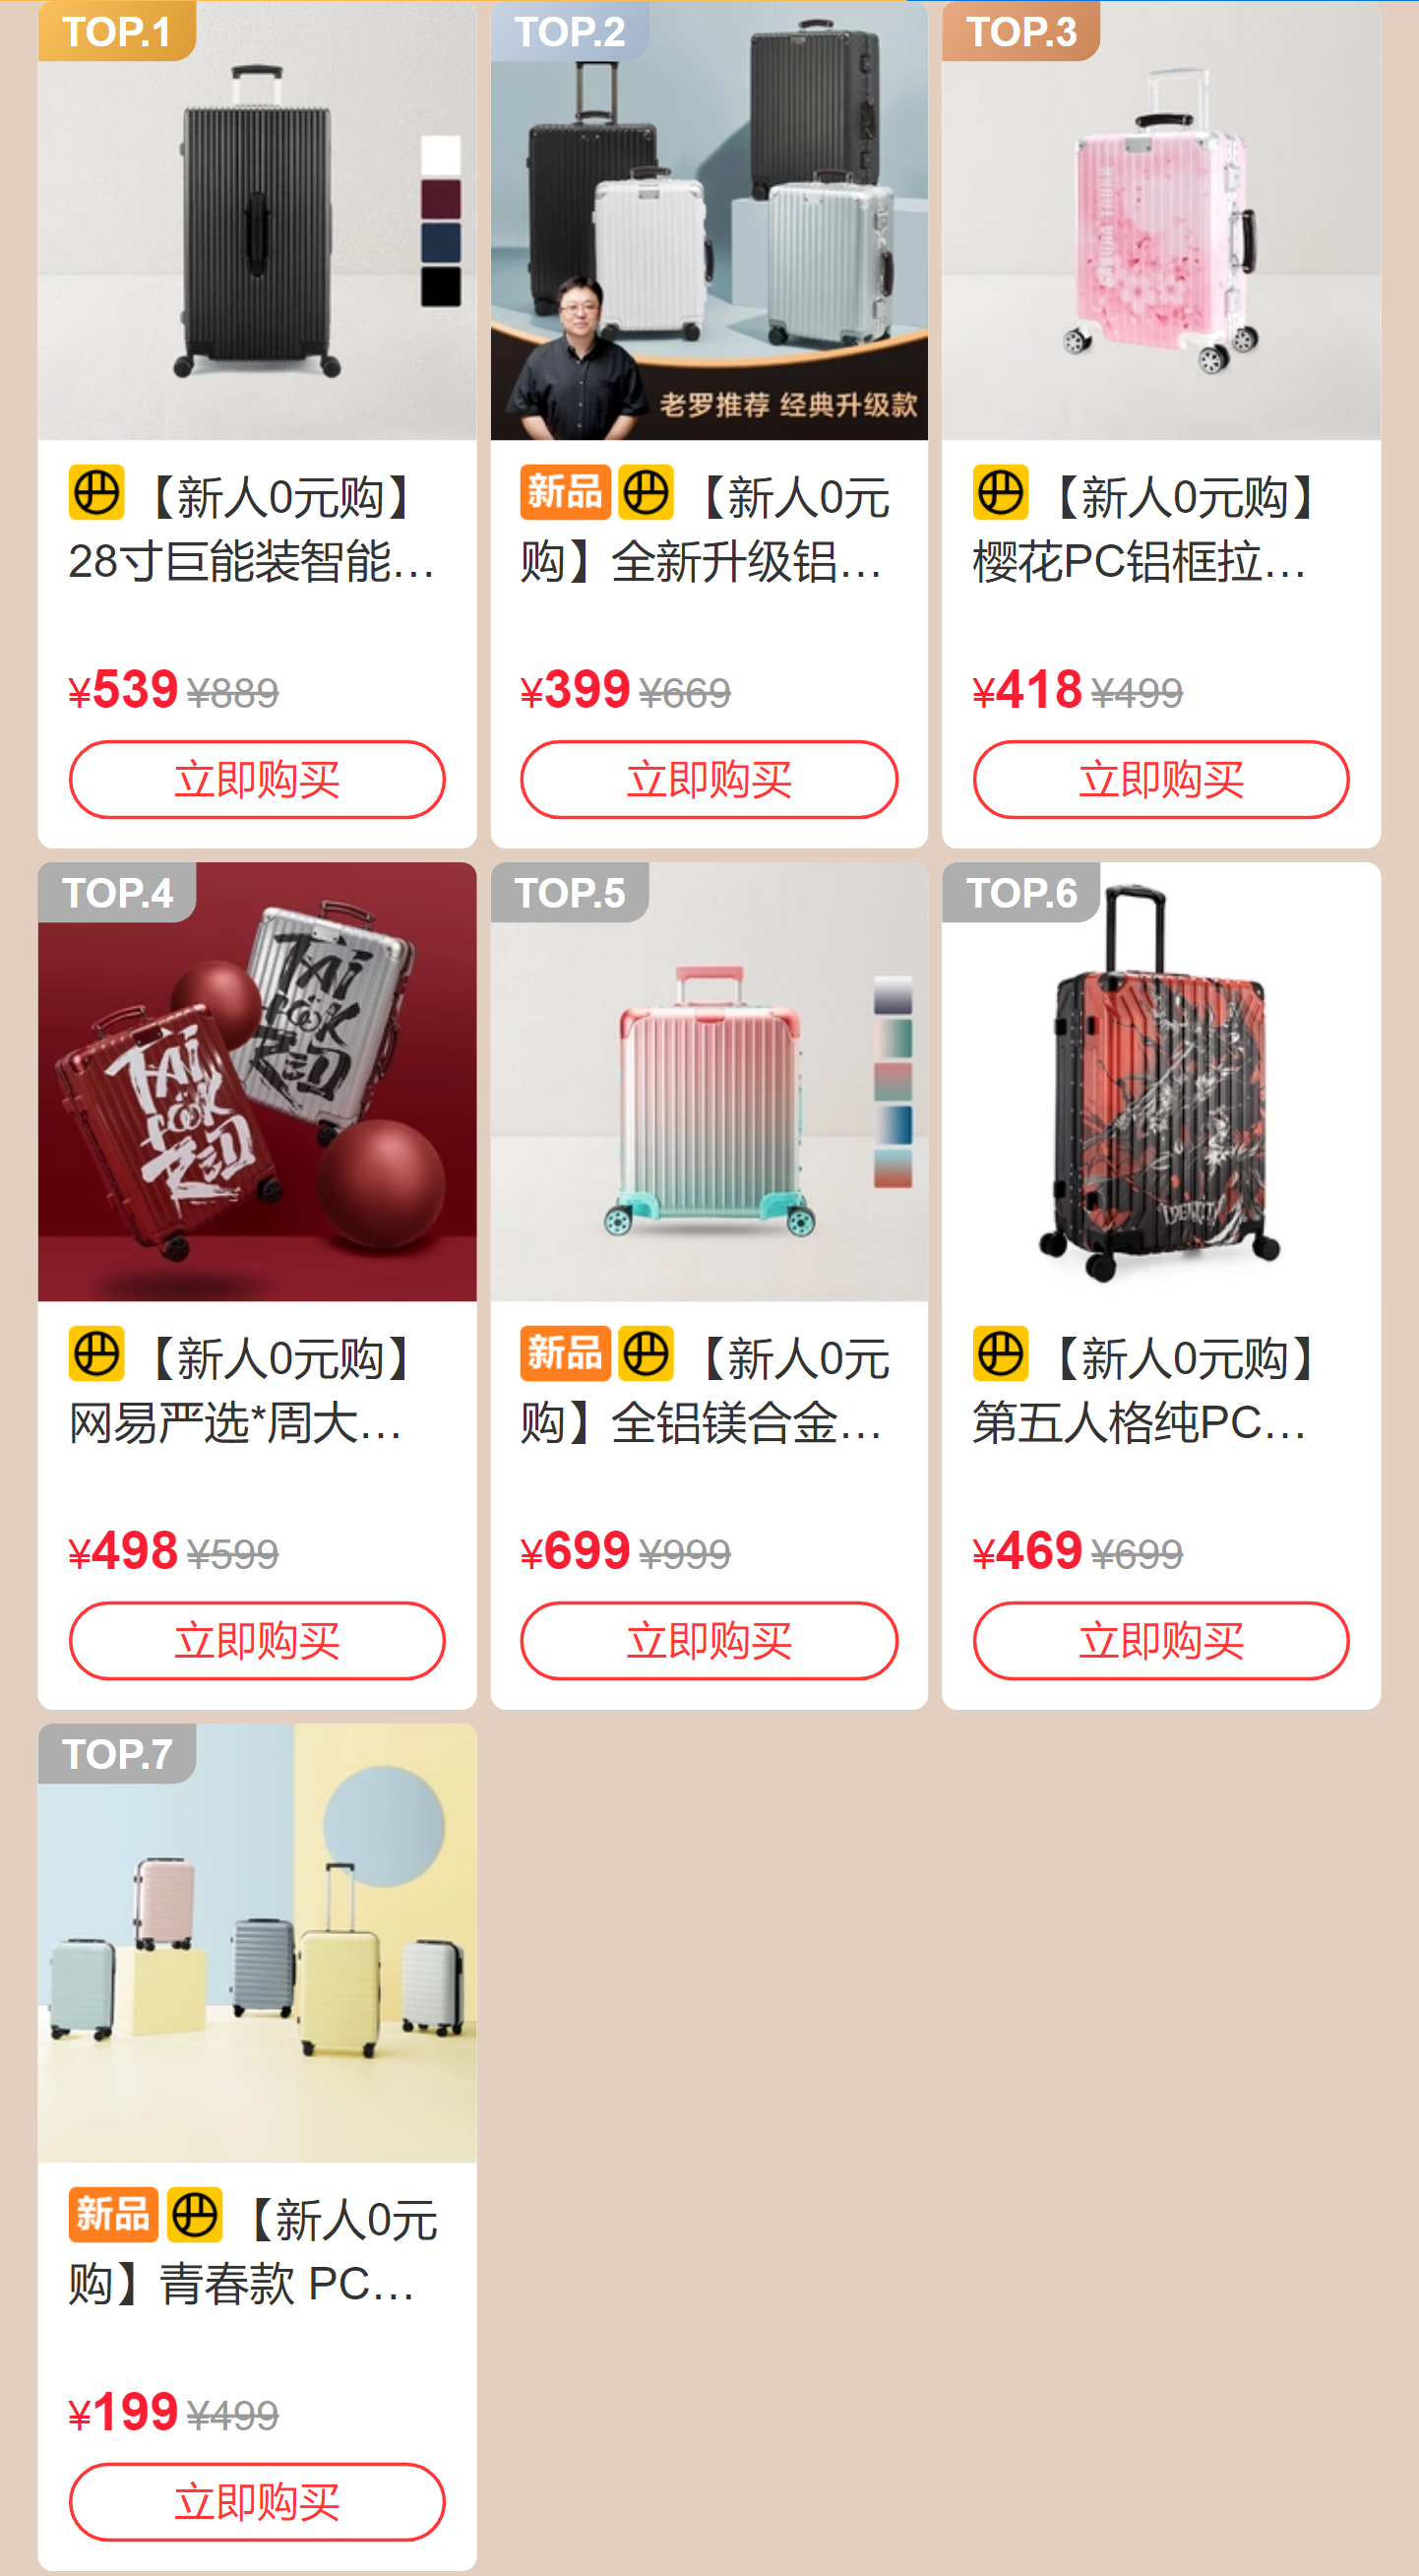 TOP.1
TOP.2
老罗推荐 经典升级款
TOP.3
SAKURA TRUNK
【新人0元购】
28寸巨能装智能...
¥539 ¥889
立即购买
新品 【新人0元
购】全新升级铝...
¥399 ¥669
立即购买
【新人0元购】
樱花PC铝框拉...
¥418 ¥499
立即购买
TOP.4
TOP.5
TOP.6
【新人0元购】
网易严选*周大...
¥498 ¥599
立即购买
新品 【新人0元
购】全铝镁合金...
¥699 ¥999
立即购买
【新人0元购】
第五人格纯PC...
¥469 ¥699
立即购买
TOP.7
新品 【新人0元
购】青春款 PC...
¥199 ¥499
立即购买